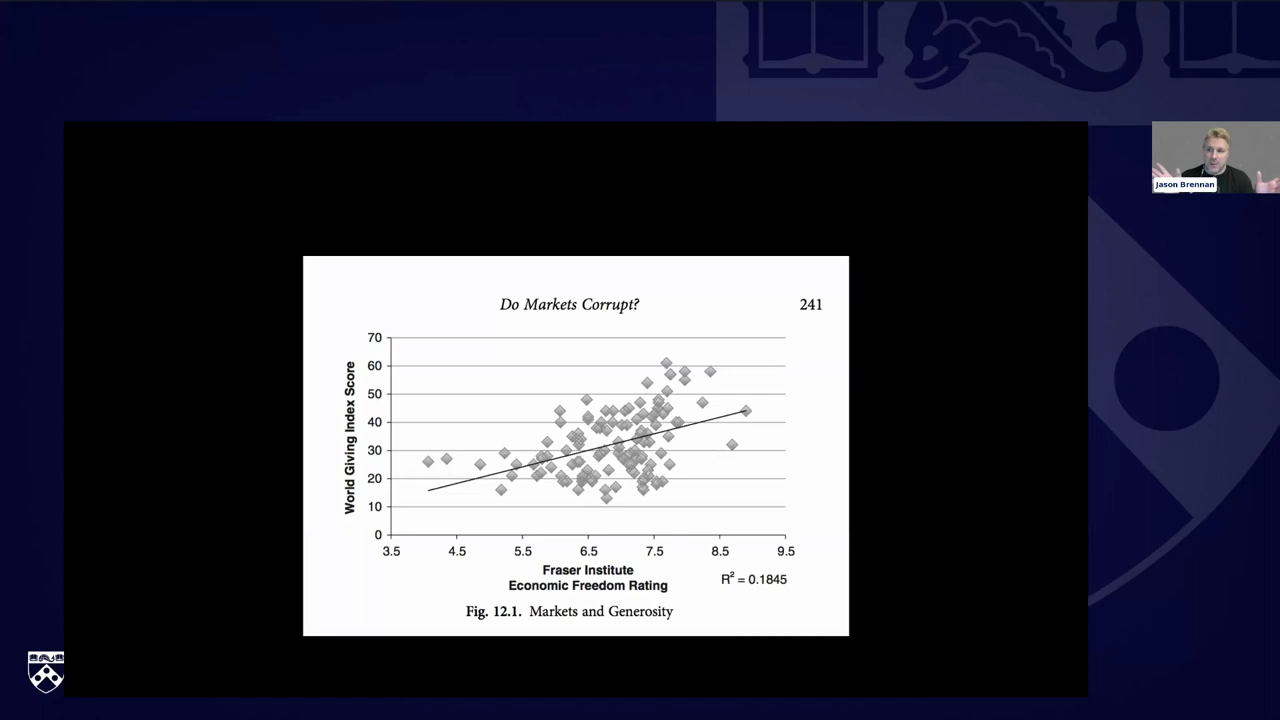 Jason Brennan
Do Markets Corrupt?
241
World Giving Index Score
70
60
50
40
30
20
10
0
3.5 4.5 5.5 6.5 7.5 8.5 9.5
Fraser Institute
Economic Freedom Rating
R² = 0.1845
Fig. 12.1. Markets and Generosity